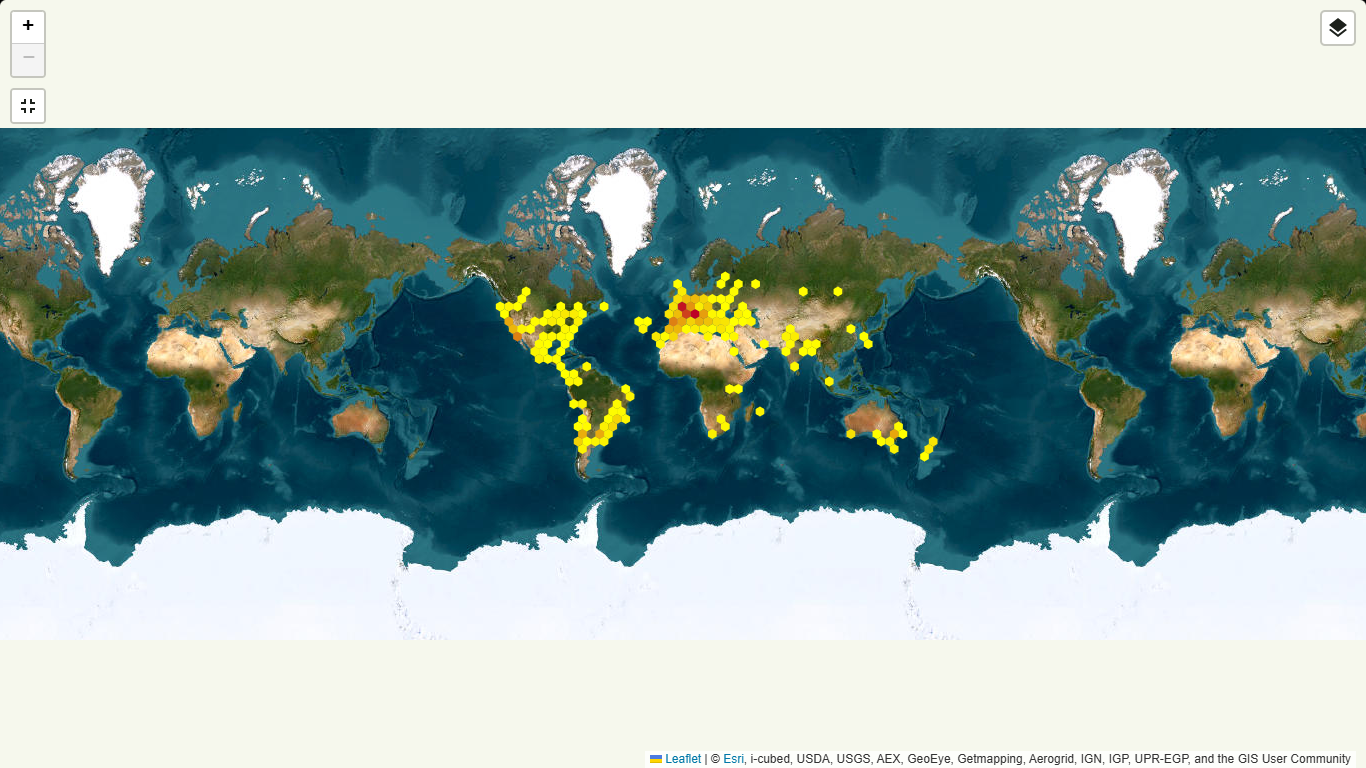 +
−
Leaflet | © Esri, i-cubed, USDA, USGS, AEX, GeoEye, Getmapping, Aerogrid, IGN, IGP, UPR-EGP, and the GIS User Community